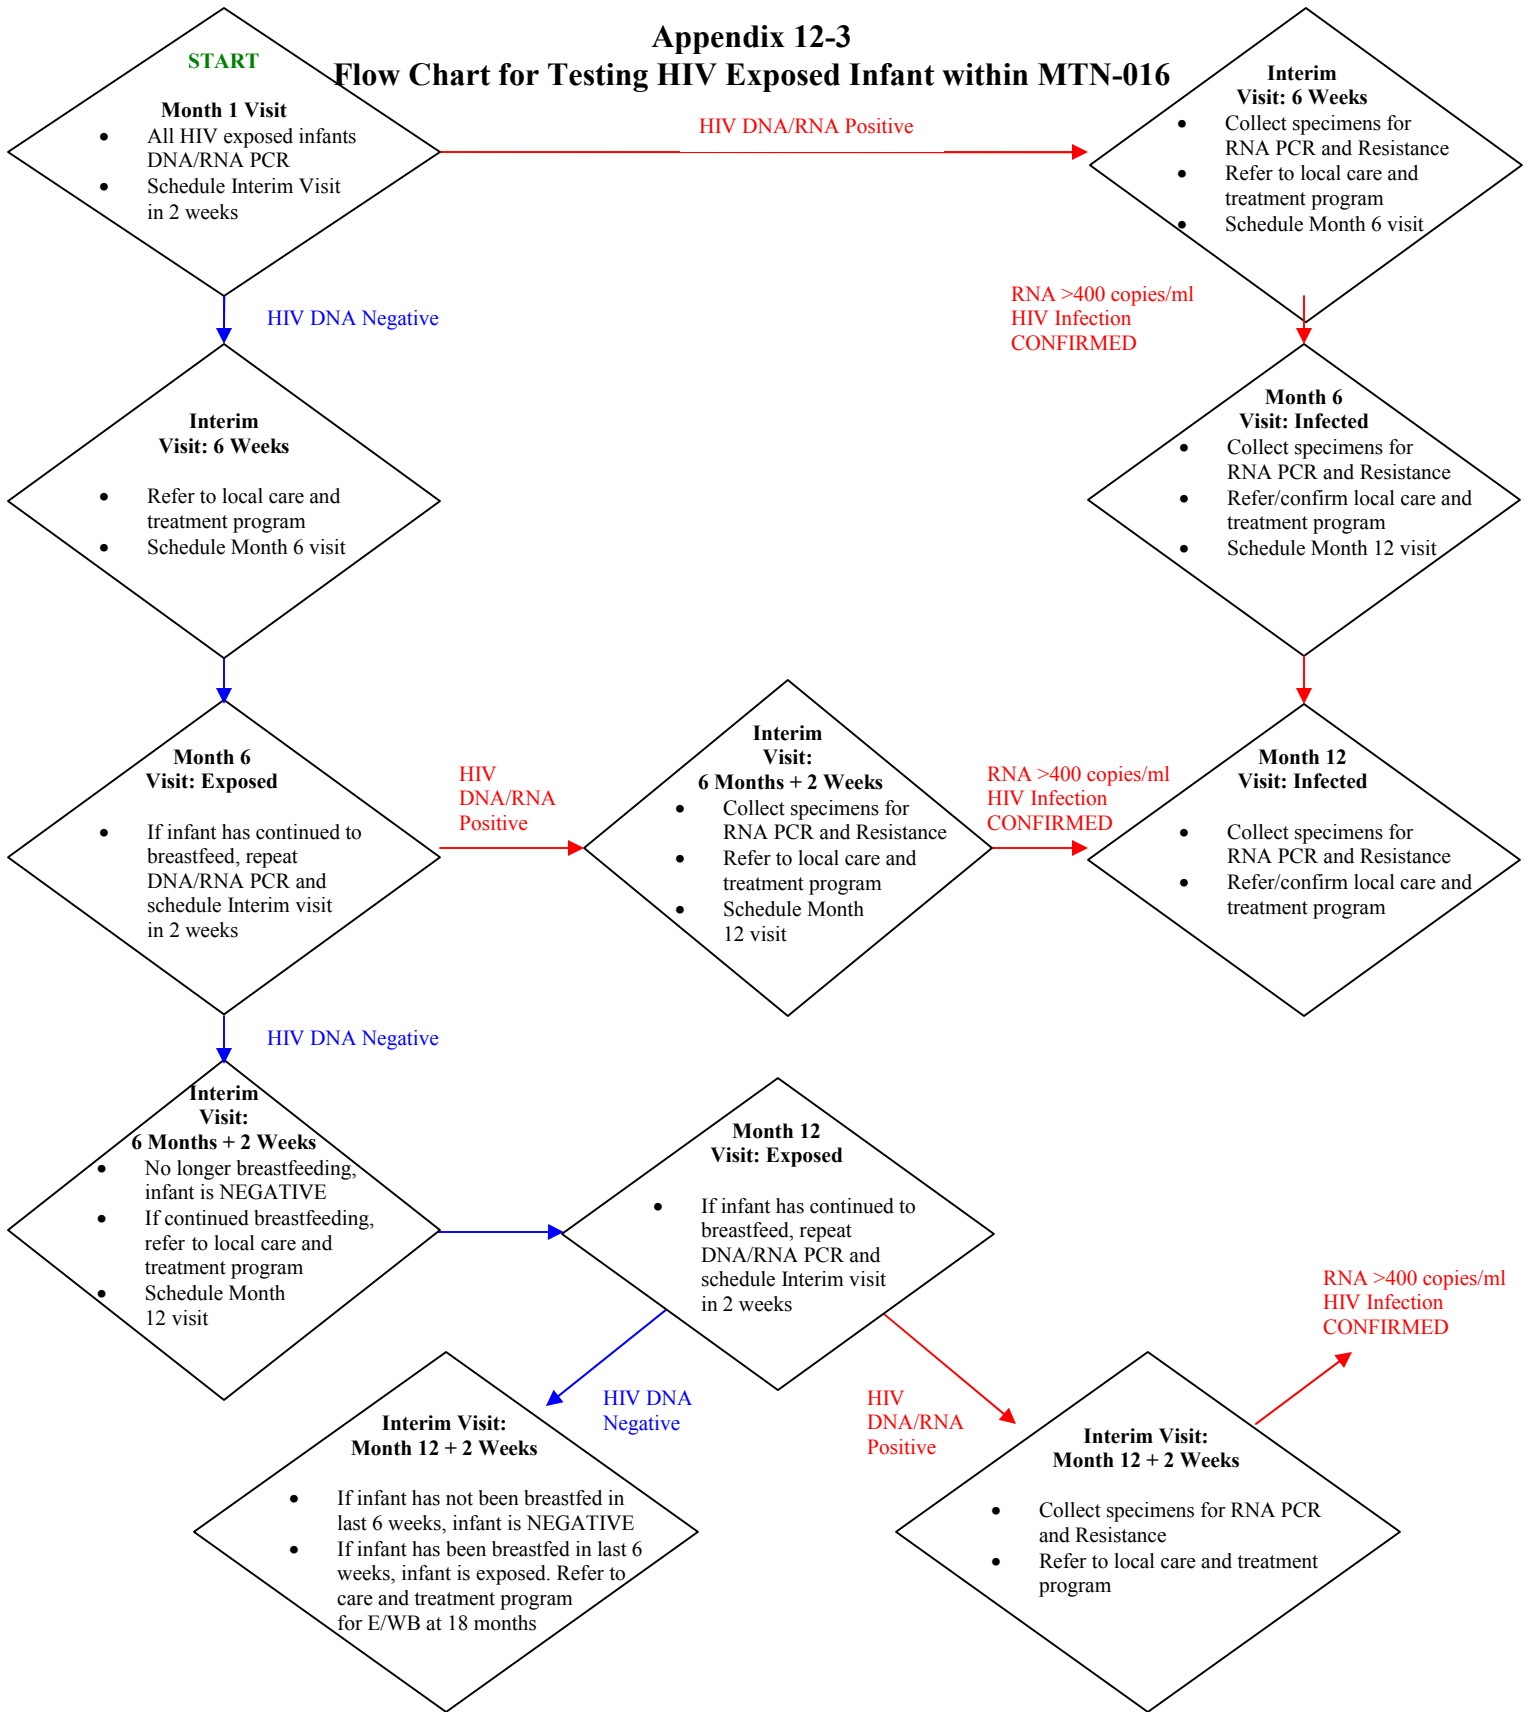 Appendix 12-3
Flow Chart for Testing HIV Exposed Infant within MTN-016
START
Month 1 Visit
• All HIV exposed infants
DNA/RNA PCR
• Schedule Interim Visit
in 2 weeks
HIV DNA/RNA Positive
Interim
Visit: 6 Weeks
• Collect specimens for
RNA PCR and Resistance
• Refer to local care and
treatment program
• Schedule Month 6 visit
HIV DNA Negative
RNA >400 copies/ml
HIV Infection
CONFIRMED
Interim
Visit: 6 Weeks
• Refer to local care and
treatment program
• Schedule Month 6 visit
Month 6
Visit: Infected
• Collect specimens for
RNA PCR and Resistance
• Refer/confirm local care and
treatment program
• Schedule Month 12 visit
Month 6
Visit: Exposed
• If infant has continued to
breastfeed, repeat
DNA/RNA PCR and
schedule Interim visit
in 2 weeks
HIV
DNA/RNA
Positive
Interim
Visit:
6 Months + 2 Weeks
• Collect specimens for
RNA PCR and Resistance
• Refer to local care and
treatment program
• Schedule Month
12 visit
RNA >400 copies/ml
HIV Infection
CONFIRMED
Month 12
Visit: Infected
• Collect specimens for
RNA PCR and Resistance
• Refer/confirm local care and
treatment program
HIV DNA Negative
Interim
Visit:
6 Months + 2 Weeks
• No longer breastfeeding,
infant is NEGATIVE
• If continued breastfeeding,
refer to local care and
treatment program
• Schedule Month
12 visit
Month 12
Visit: Exposed
• If infant has continued to
breastfeed, repeat
DNA/RNA PCR and
schedule Interim visit
in 2 weeks
HIV DNA
Negative
HIV
DNA/RNA
Positive
RNA >400 copies/ml
HIV Infection
CONFIRMED
Interim Visit:
Month 12 + 2 Weeks
• If infant has not been breastfed in
last 6 weeks, infant is NEGATIVE
• If infant has been breastfed in last 6
weeks, infant is exposed. Refer to
care and treatment program
for E/WB at 18 months
Interim Visit:
Month 12 + 2 Weeks
• Collect specimens for RNA PCR
and Resistance
• Refer to local care and treatment
program